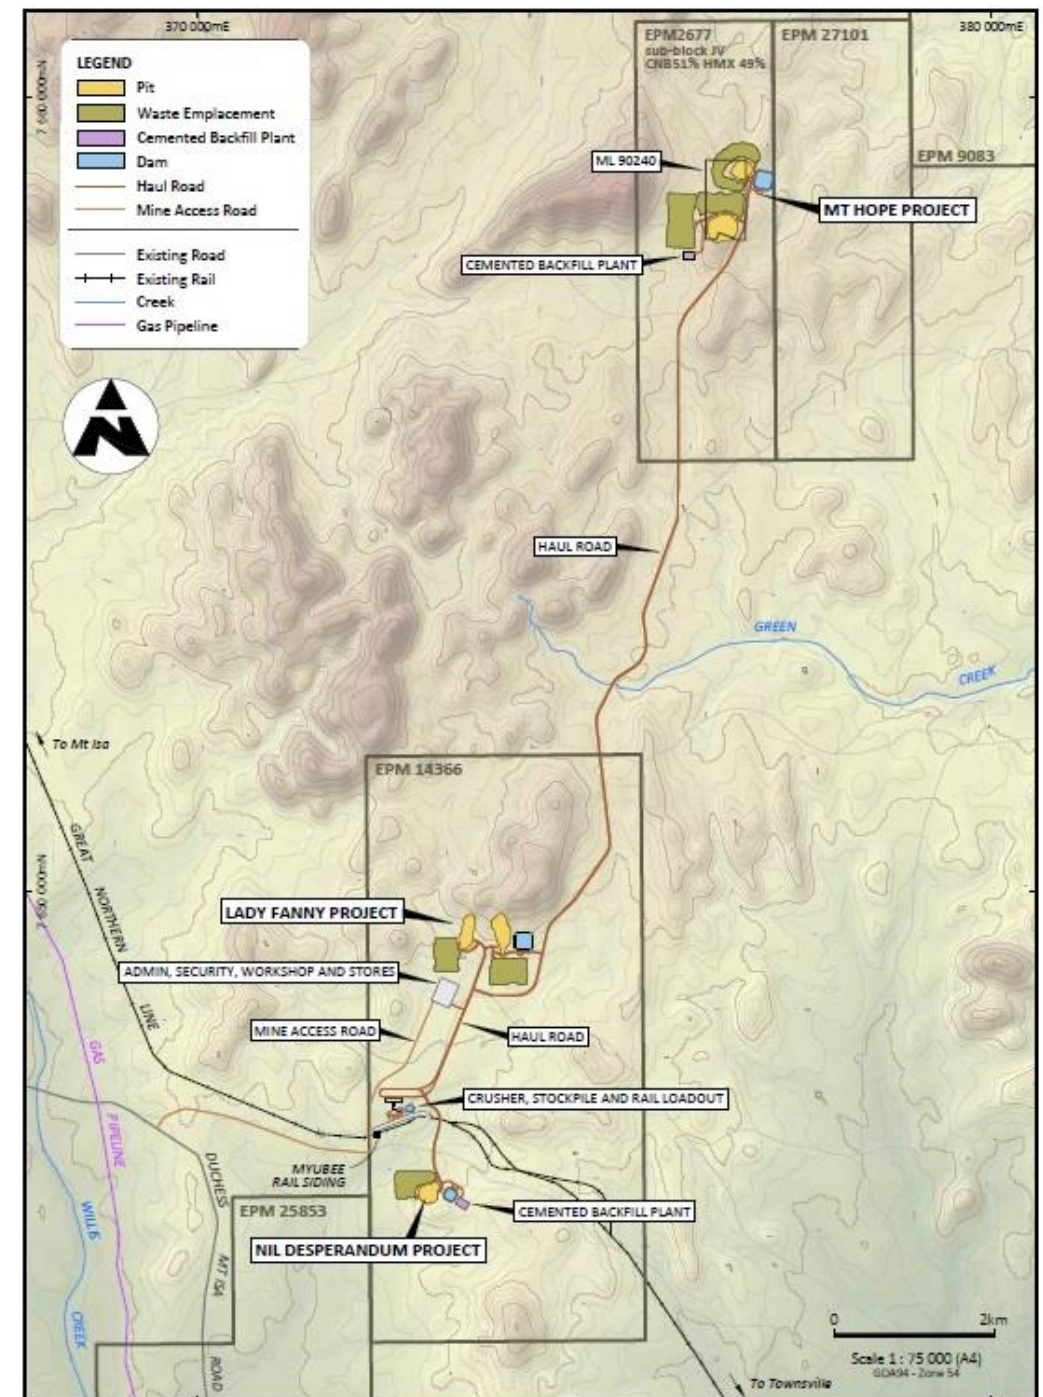 370 000mE
380 000mE
7 660 000mN
LEGEND
Pit
Waste Emplacement
Cemented Backfill Plant
Dam
Haul Road
Mine Access Road
Existing Road
Existing Rail
Creek
Gas Pipeline
EPM2677
sub-block JV
CNB51% HMX 49%
EPM 27101
EPM 9083
ML 90240
MT HOPE PROJECT
CEMENTED BACKFILL PLANT
N
HAUL ROAD
GREEN
CREEK
To Mt Isa
EPM 14366
GREAT
NORTHERN
LINE
LADY FANNY PROJECT
ADMIN, SECURITY, WORKSHOP AND STORES
MINE ACCESS ROAD
HAUL ROAD
GAS
PIPELINE
CRUSHER, STOCKPILE AND RAIL LOADOUT
MYUBEE
RAIL SIDING
DUCHESS
MT ISA
ROAD
CREEK
EPM 25853
CEMENTED BACKFILL PLANT
NIL DESPERANDUM PROJECT
0
2km
Scale 1 : 75 000 (A4)
GDA94 - Zone 54
To Townsville